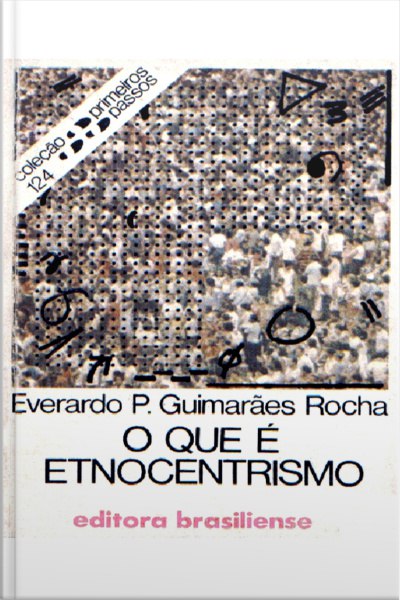 coleção primeiros
124 passos
Everardo P. Guimarães Rocha
O QUE É
ETNOCENTRISMO
editora brasiliense